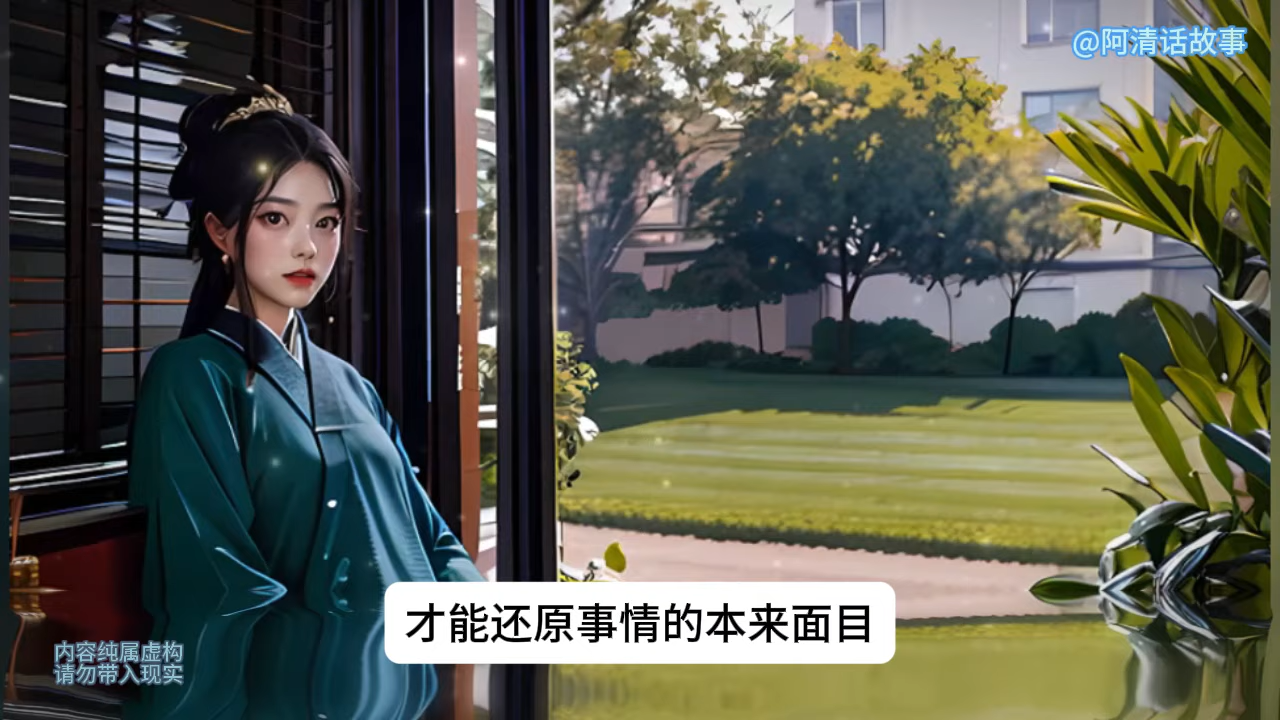 @阿清话故事
才能还原事情的本来面目
内容纯属虚构
请勿带入现实